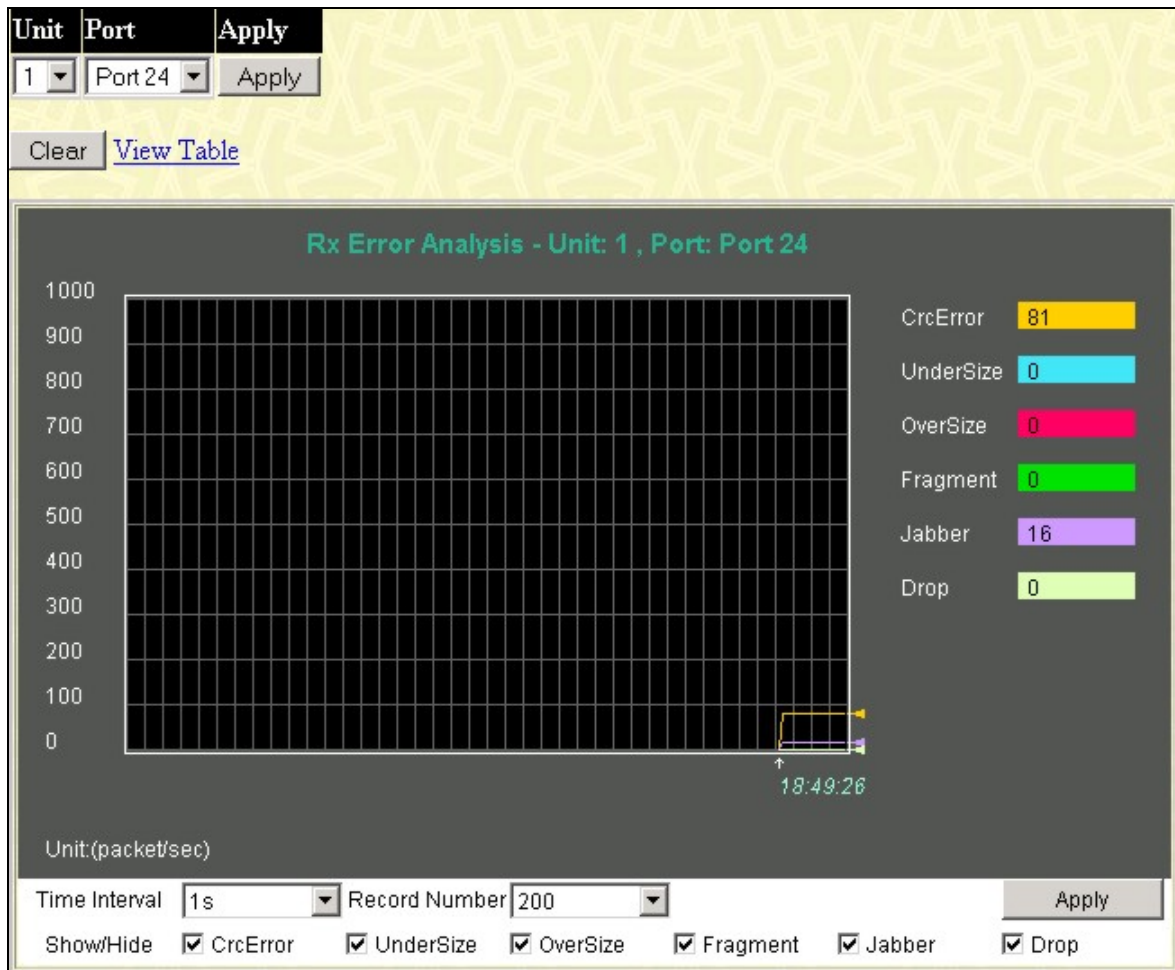 Unit Port Apply
1 Port 24 Apply
Clear View Table
Rx Error Analysis - Unit: 1 , Port: Port 24
1000
900
800
700
600
500
400
300
200
100
0
18:49:26
CrcError 81
UnderSize 0
OverSize 0
Fragment 0
Jabber 16
Drop 0
Unit:(packet/sec)
Time Interval 1s Record Number 200 Apply
Show/Hide CrcError UnderSize OverSize Fragment Jabber Drop